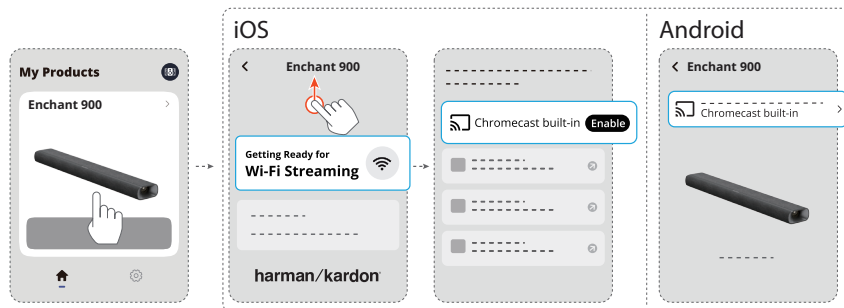 iOS
Android
My Products
Enchant 900
Enchant 900
Getting Ready for
Wi-Fi Streaming
harman/kardon
Chromecast built-in Enable
Enchant 900
Chromecast built-in